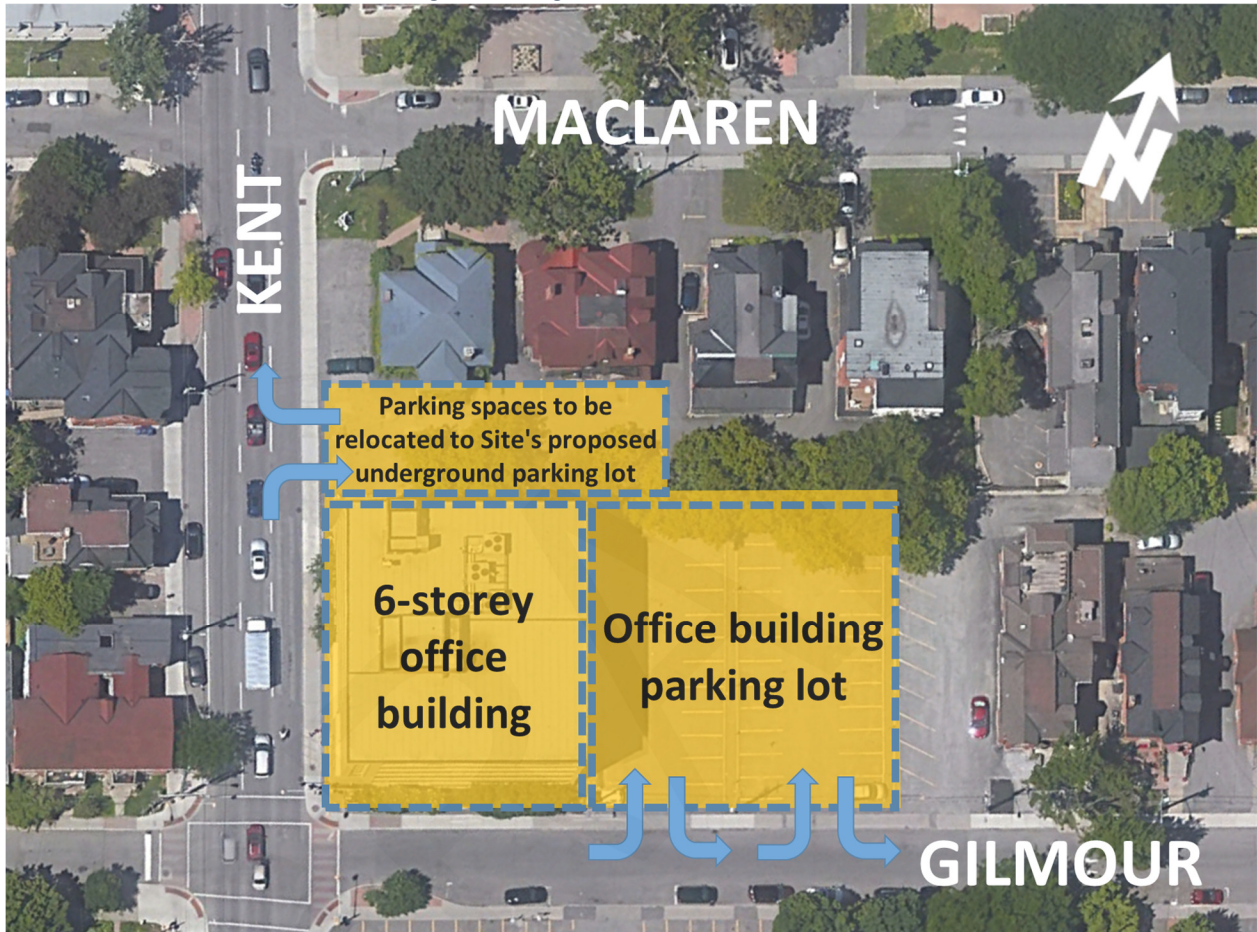 MACLAREN
KENT
N
Parking spaces to be
relocated to Site's proposed
underground parking lot
6-storey
office
building
Office building
parking lot
GILMOUR